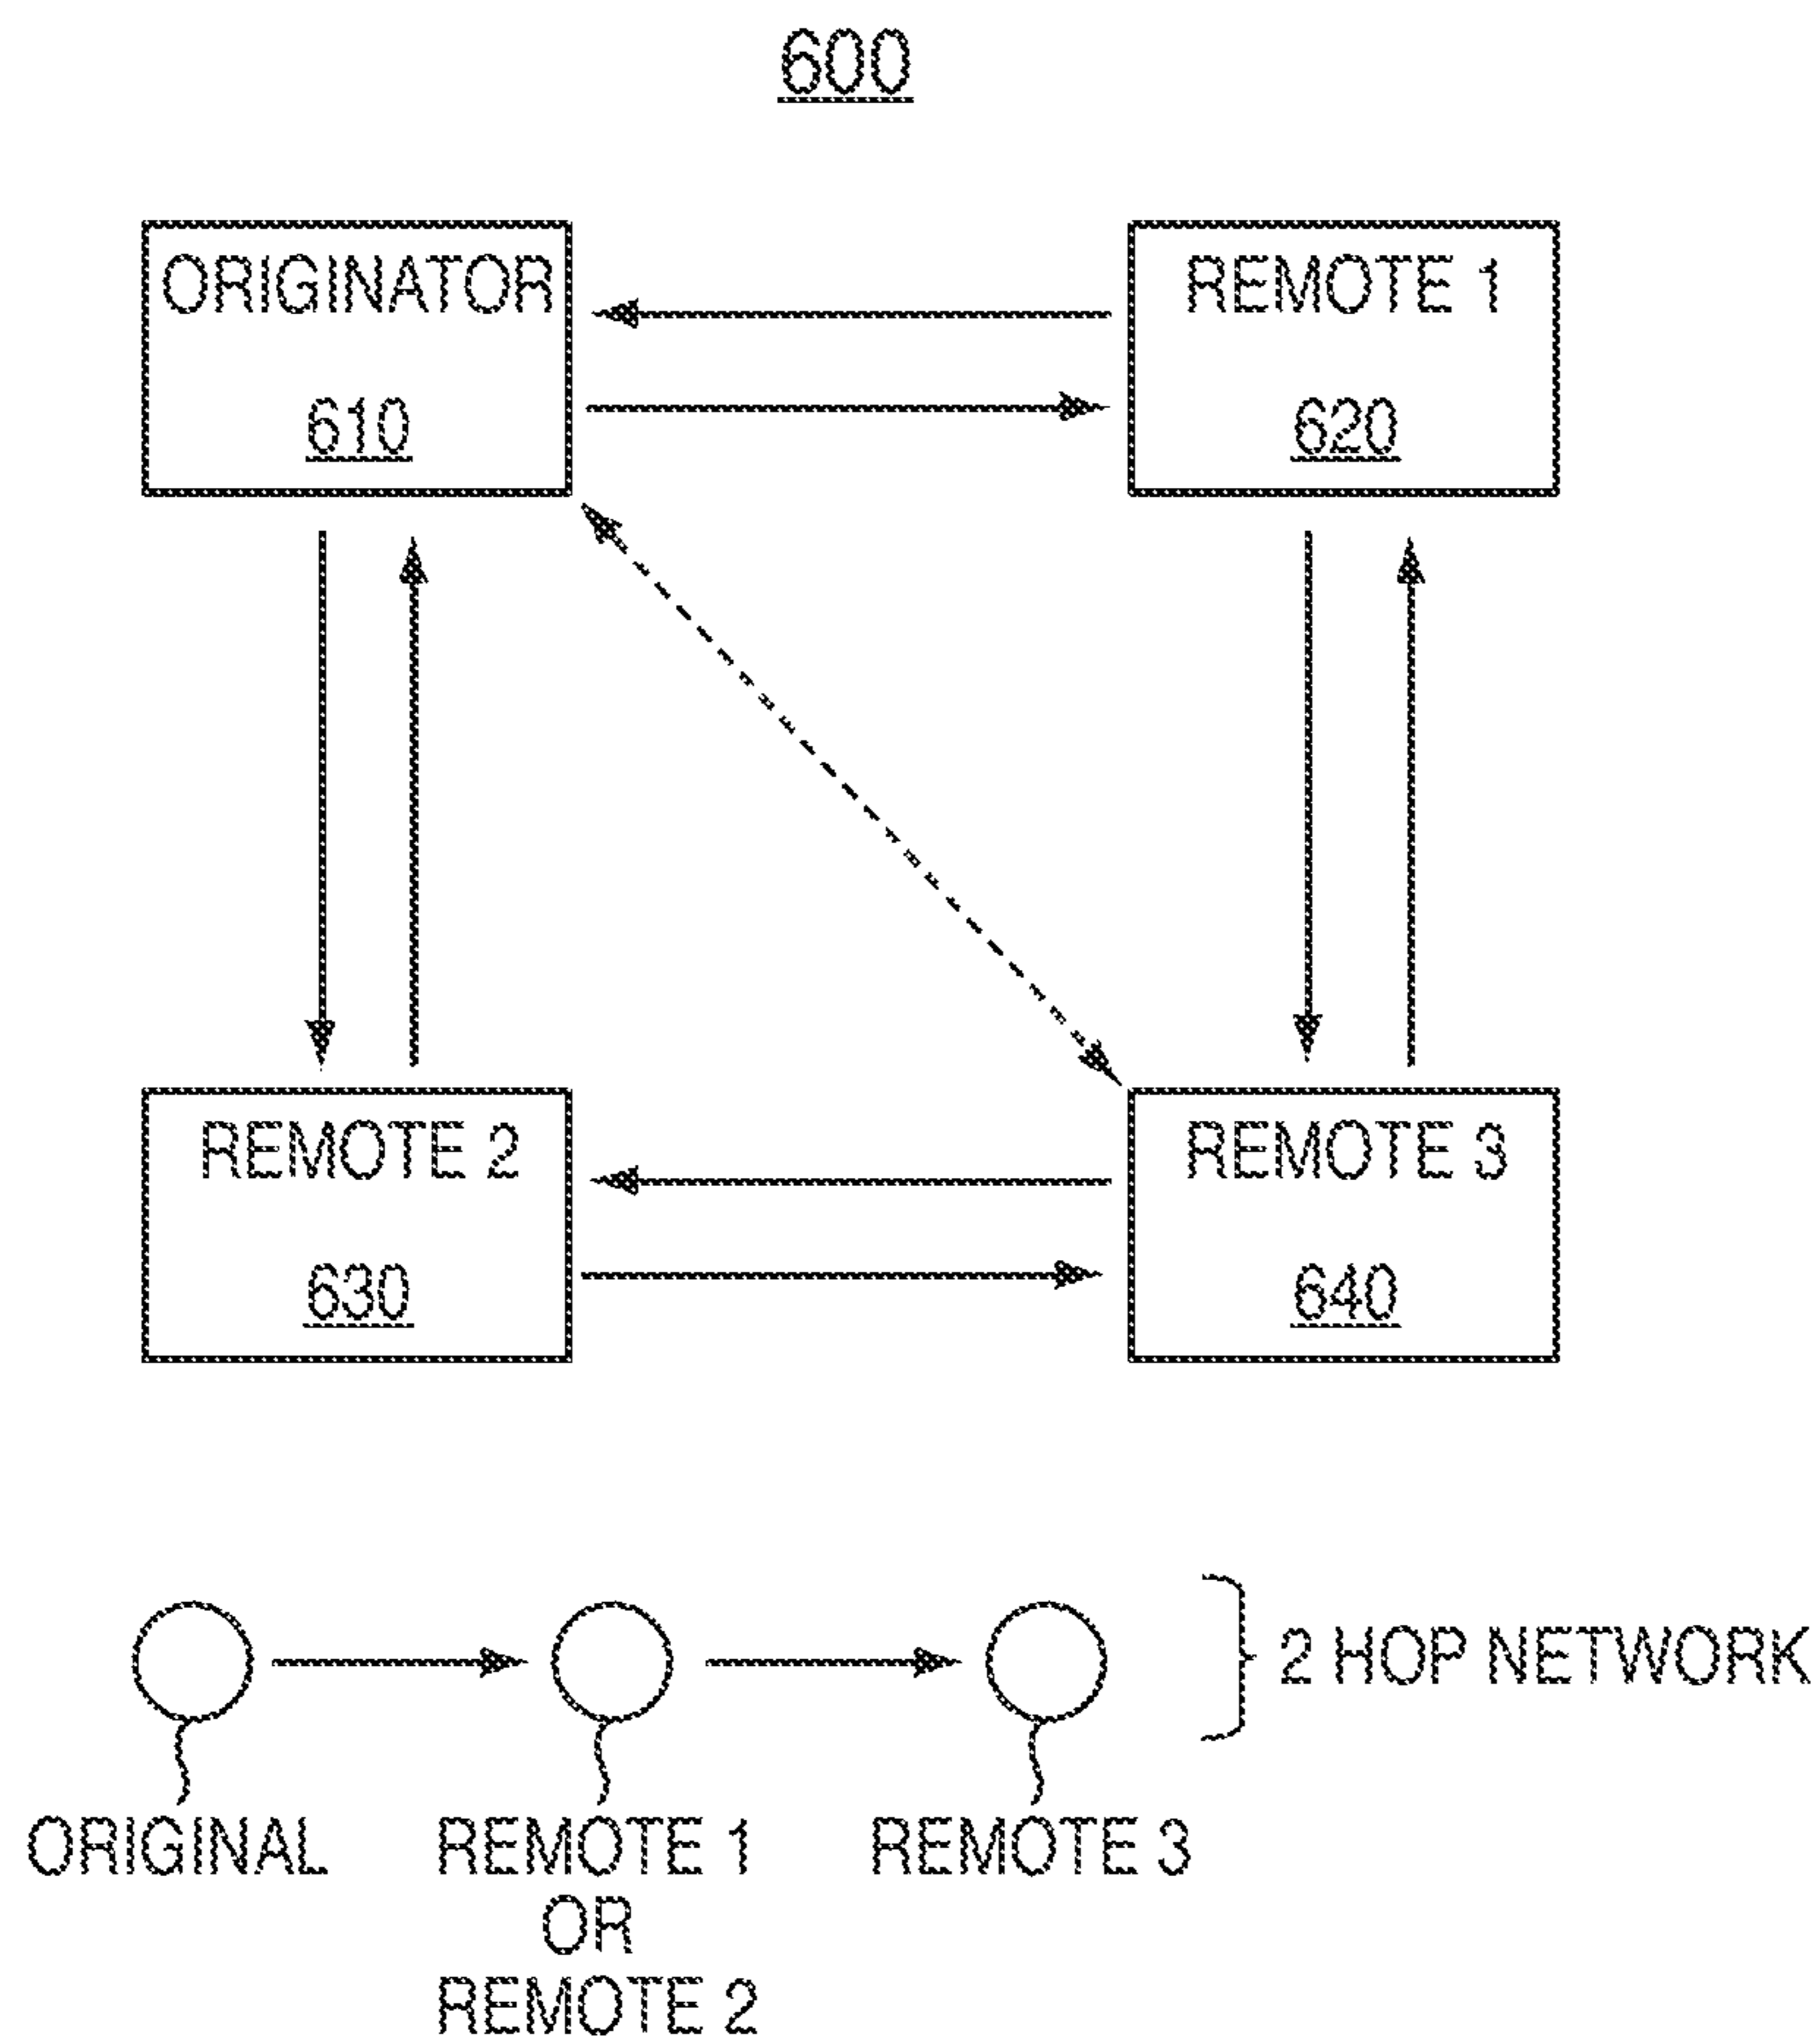 600
ORIGINATOR
610
REMOTE 1
620
REMOTE 2
630
REMOTE 3
640
2 HOP NETWORK
ORIGINAL
REMOTE 1
OR
REMOTE 2
REMOTE 3